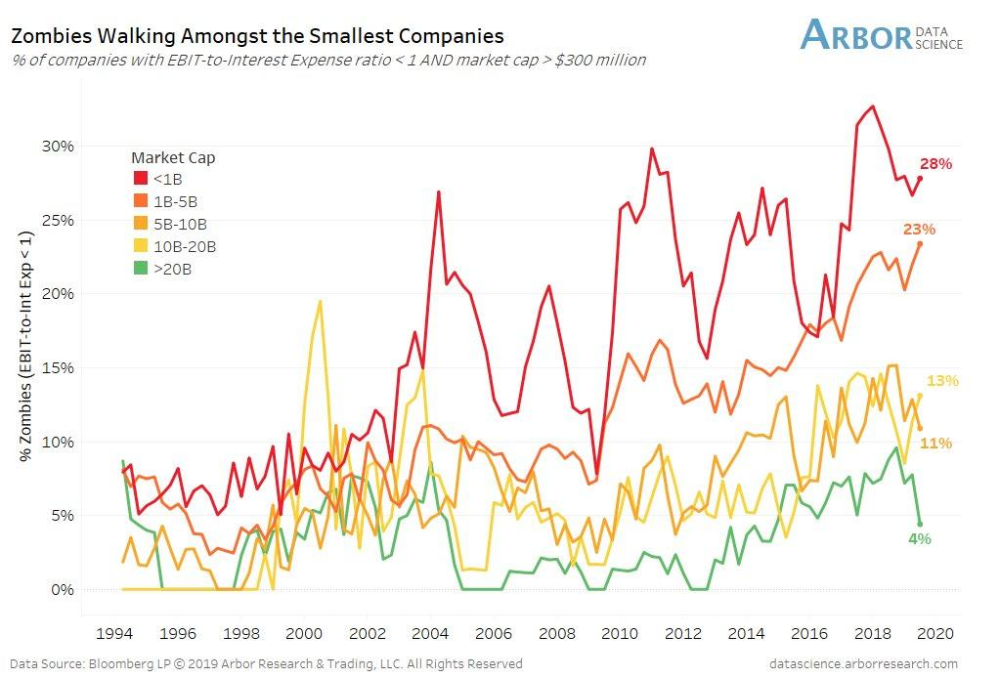 Zombies Walking Amongst the Smallest Companies
% of companies with EBIT-to-Interest Expense ratio < 1 AND market cap > $300 million
ARBOR DATA SCIENCE
Market Cap
<1B
1B-5B
5B-10B
10B-20B
>20B
% Zombies (EBIT-to-Int Exp < 1)
30%
25%
20%
15%
10%
5%
0%
28%
23%
13%
11%
4%
1994 1996 1998 2000 2002 2004 2006 2008 2010 2012 2014 2016 2018 2020
Data Source: Bloomberg LP © 2019 Arbor Research & Trading, LLC. All Rights Reserved
datascience.arborresearch.com